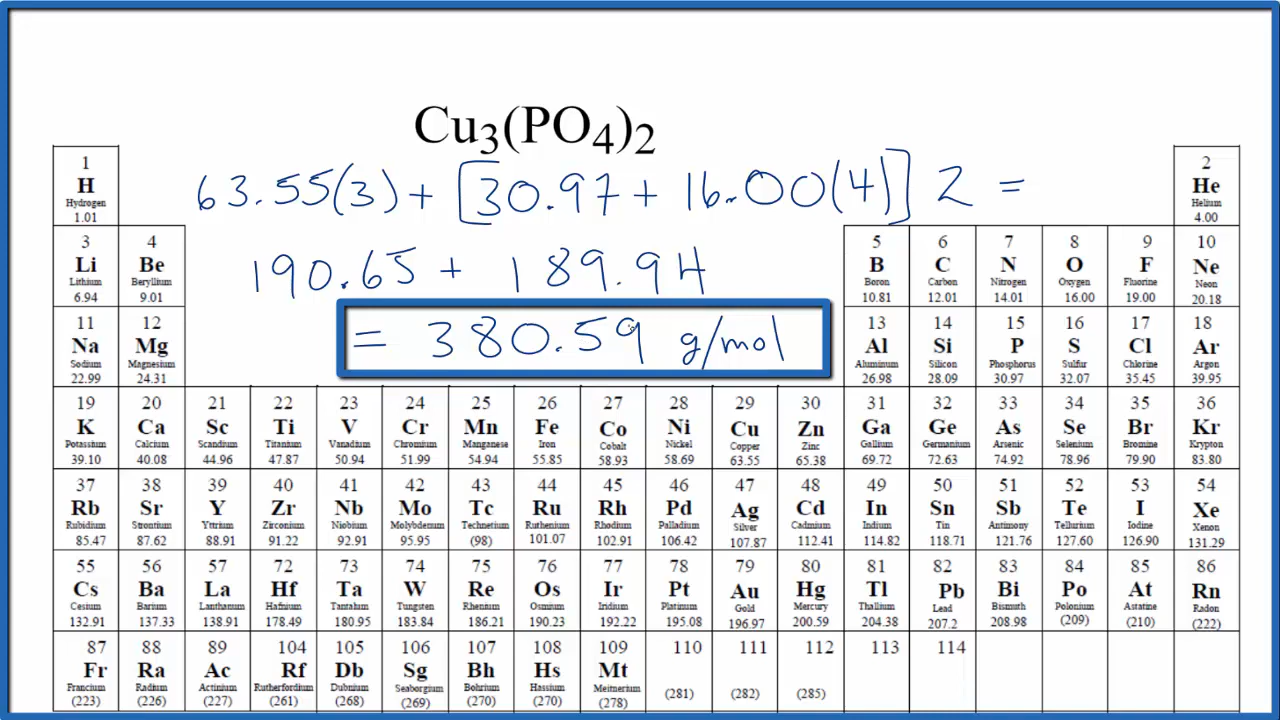 Cu3(PO4)2
63.55(3) + [30.97 + 16.00(4)] 2 =
190.65 + 189.94
= 380.59 g/mol
1 2
H He
Hydrogen Helium
1.01 4.00
3 4 5 6 7 8 9 10
Li Be B C N O F Ne
Lithium Beryllium Boron Carbon Nitrogen Oxygen Fluorine Neon
6.94 9.01 10.81 12.01 14.01 16.00 19.00 20.18
11 12 13 14 15 16 17 18
Na Mg Al Si P S Cl Ar
Sodium Magnesium Aluminum Silicon Phosphorus Sulfur Chlorine Argon
22.99 24.31 26.98 28.09 30.97 32.07 35.45 39.95
19 20 21 22 23 24 25 26 27 28 29 30 31 32 33 34 35 36
K Ca Sc Ti V Cr Mn Fe Co Ni Cu Zn Ga Ge As Se Br Kr
Potassium Calcium Scandium Titanium Vanadium Chromium Manganese Iron Cobalt Nickel Copper Zinc Gallium Germanium Arsenic Selenium Bromine Krypton
39.10 40.08 44.96 47.87 50.94 51.99 54.94 55.85 58.93 58.69 63.55 65.38 69.72 72.63 74.92 78.96 79.90 83.80
37 38 39 40 41 42 43 44 45 46 47 48 49 50 51 52 53 54
Rb Sr Y Zr Nb Mo Tc Ru Rh Pd Ag Cd In Sn Sb Te I Xe
Rubidium Strontium Yttrium Zirconium Niobium Molybdenum Technetium Ruthenium Rhodium Palladium Silver Cadmium Indium Tin Antimony Tellurium Iodine Xenon
85.47 87.62 88.91 91.22 92.91 95.95 (98) 101.07 102.91 106.42 107.87 112.41 114.82 118.71 121.76 127.60 126.90 131.29
55 56 57 72 73 74 75 76 77 78 79 80 81 82 83 84 85 86
Cs Ba La Hf Ta W Re Os Ir Pt Au Hg Tl Pb Bi Po At Rn
Cesium Barium Lanthanum Hafnium Tantalum Tungsten Rhenium Osmium Iridium Platinum Gold Mercury Thallium Lead Bismuth Polonium Astatine Radon
132.91 137.33 138.91 178.49 180.95 183.84 186.21 190.23 192.22 195.08 196.97 200.59 204.38 207.2 208.98 (209) (210) (222)
87 88 89 104 105 106 107 108 109 110 111 112 113 114
Fr Ra Ac Rf Db Sg Bh Hs Mt
Francium Radium Actinium Rutherfordium Dubnium Seaborgium Bohrium Hassium Meitnerium
(223) (226) (227) (261) (268) (269) (270) (270) (278) (281) (282) (285)